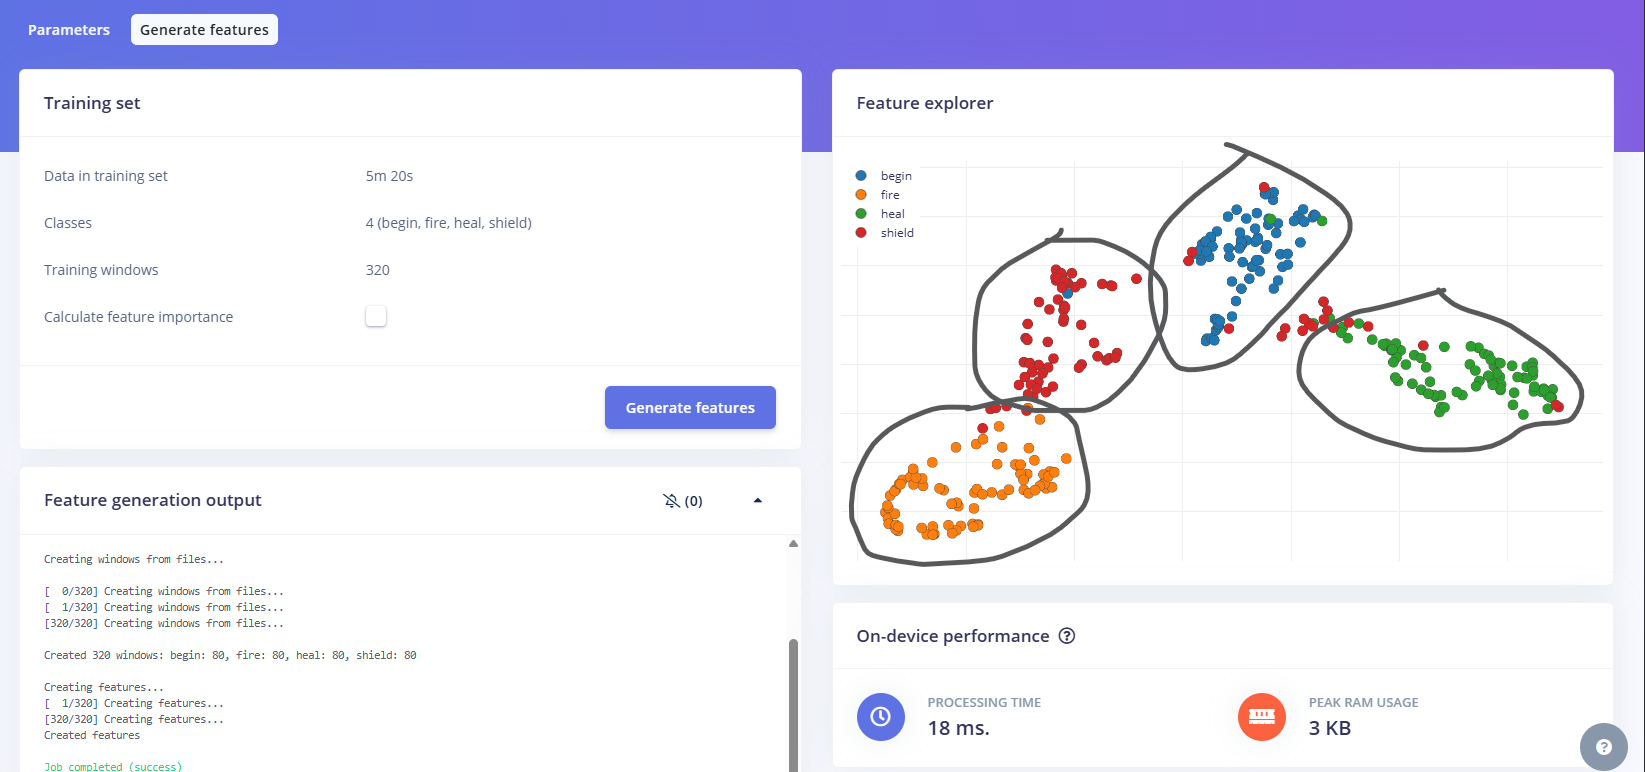 Parameters
Generate features
Training set
Data in training set 5m 20s
Classes 4 (begin, fire, heal, shield)
Training windows 320
Calculate feature importance
Generate features
Feature generation output (0)
Creating windows from files...
[  0/320] Creating windows from files...
[  1/320] Creating windows from files...
[320/320] Creating windows from files...
Created 320 windows: begin: 80, fire: 80, heal: 80, shield: 80
Creating features...
[  1/320] Creating features...
[320/320] Creating features...
Created features
Job completed (success)
Feature explorer
begin
fire
heal
shield
On-device performance ?
PROCESSING TIME
18 ms.
PEAK RAM USAGE
3 KB
?